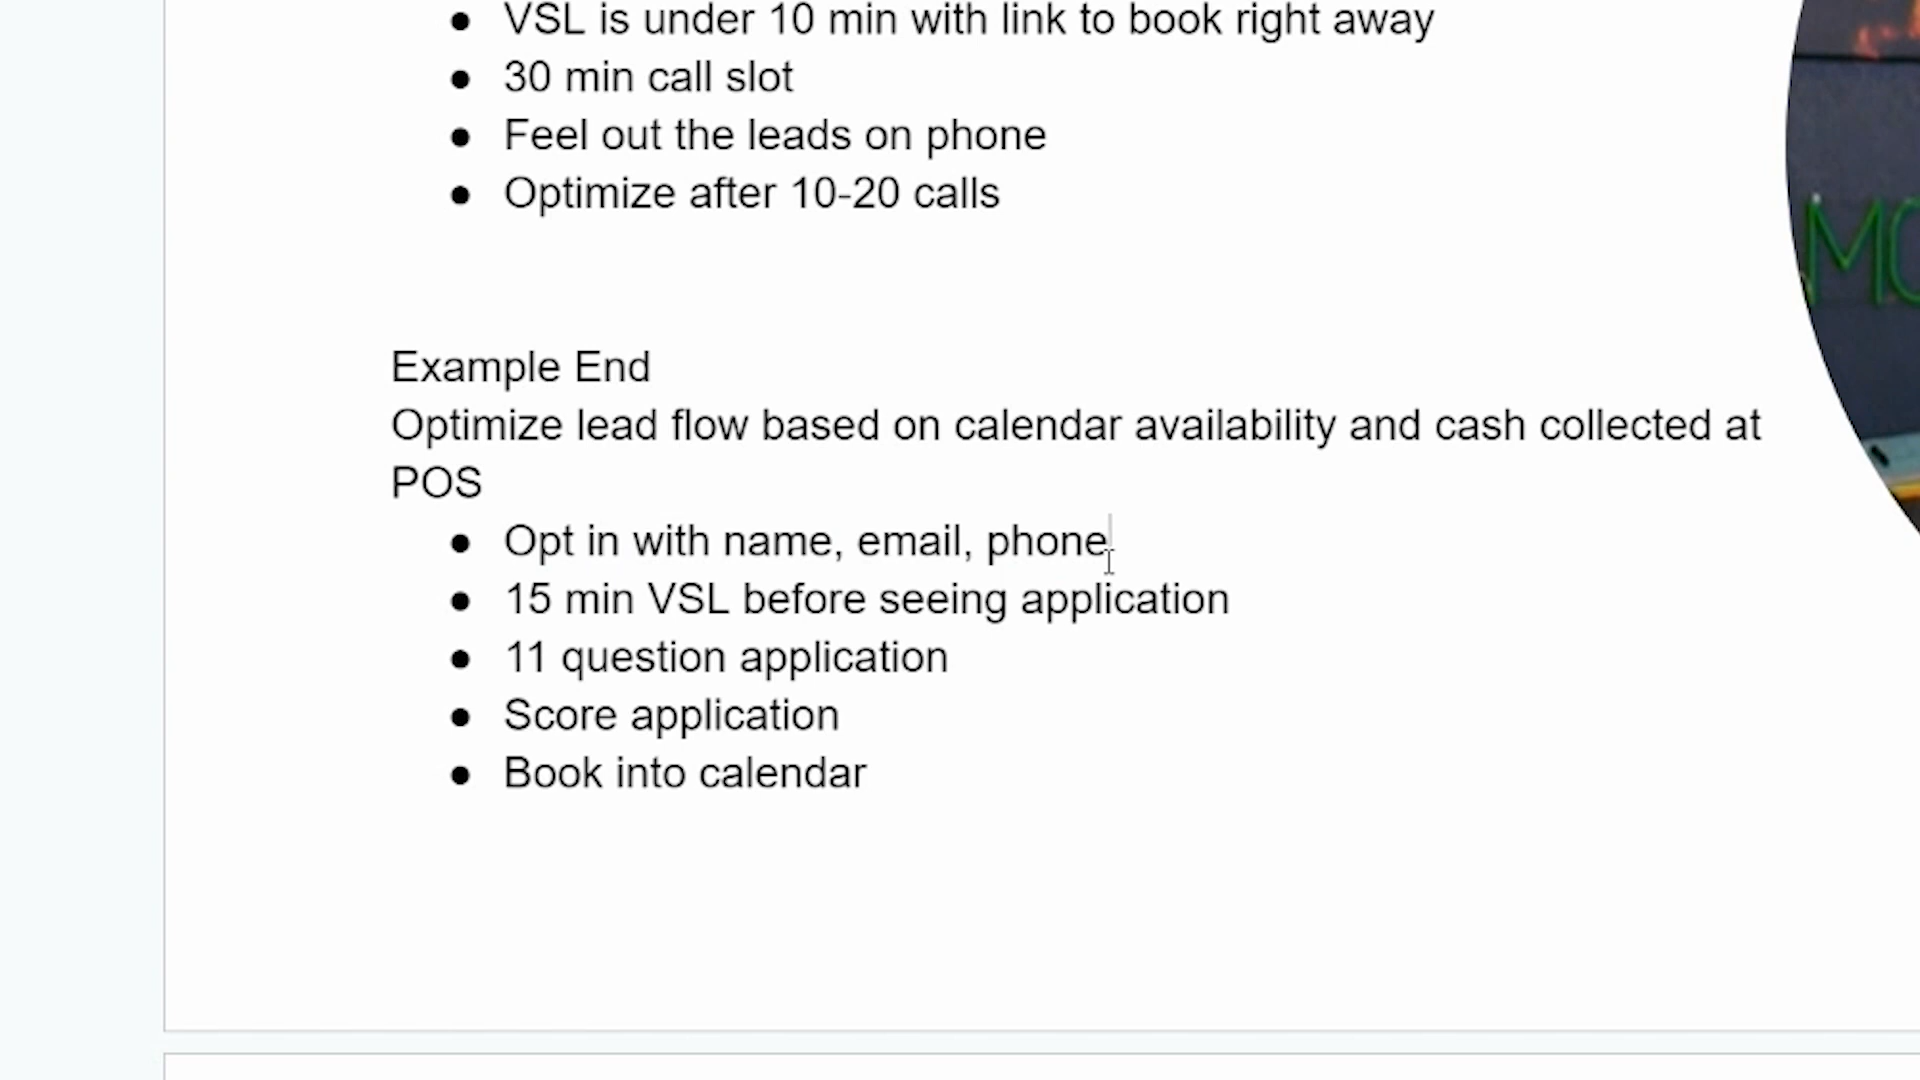 VSL is under 10 min with link to book right away
30 min call slot
Feel out the leads on phone
Optimize after 10-20 calls
Example End
Optimize lead flow based on calendar availability and cash collected at
POS
Opt in with name, email, phone
15 min VSL before seeing application
11 question application
Score application
Book into calendar